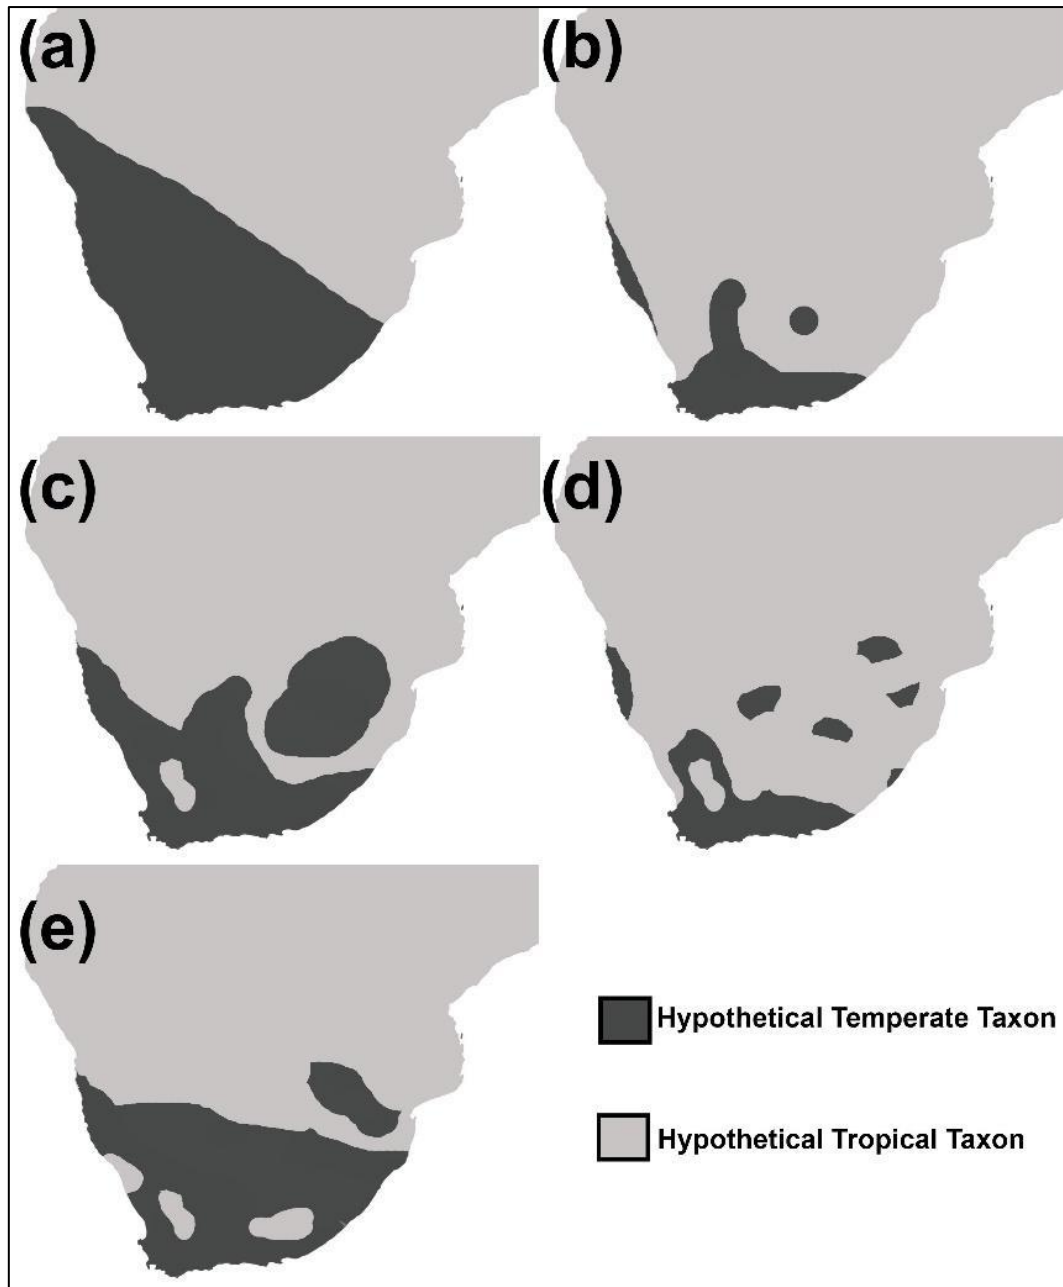 (a)
(b)
(c)
(d)
(e)
Hypothetical Temperate Taxon
Hypothetical Tropical Taxon